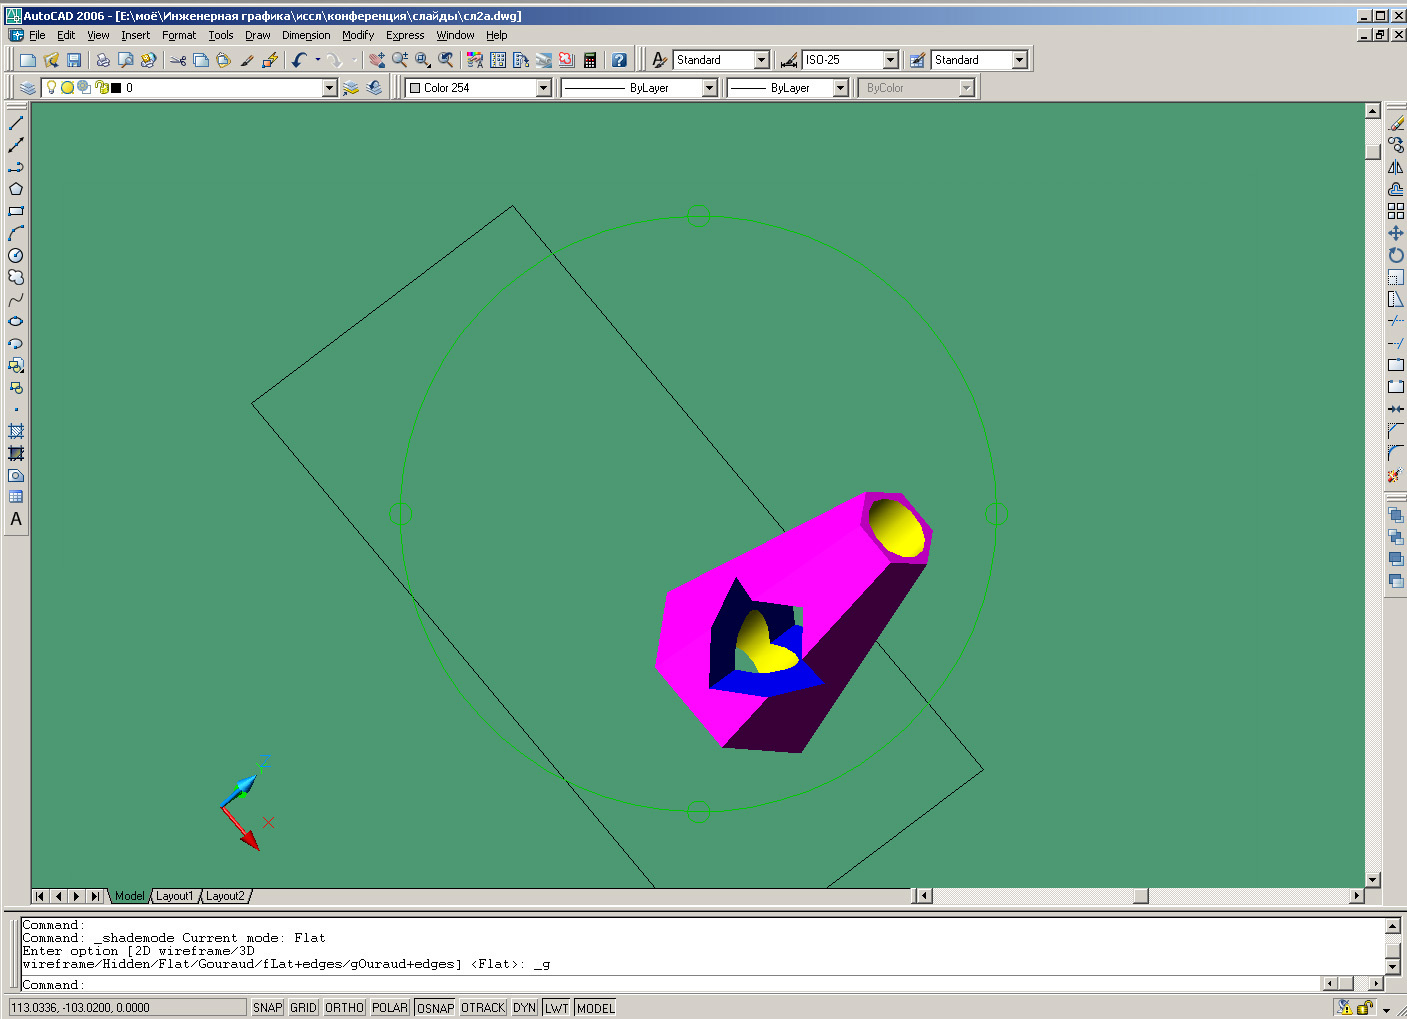 AutoCAD 2006 - [E:\моё\Инженерная графика\иссл\конференция\слайды\сл2а.dwg]
File Edit View Insert Format Tools Draw Dimension Modify Express Window Help
Standard ISO-25 Standard
0 Color 254 ByLayer ByLayer ByColor
A
X
Model Layout1 Layout2
Command:
Command: _shademode Current mode: Flat
Enter option [2D wireframe/3D
wireframe/Hidden/Flat/Gouraud/fLat+edges/gOuraud+edges] <Flat>: _g
Command:
113.0336, -103.0200, 0.0000 SNAP GRID ORTHO POLAR OSNAP OTRACK DYN LWT MODEL